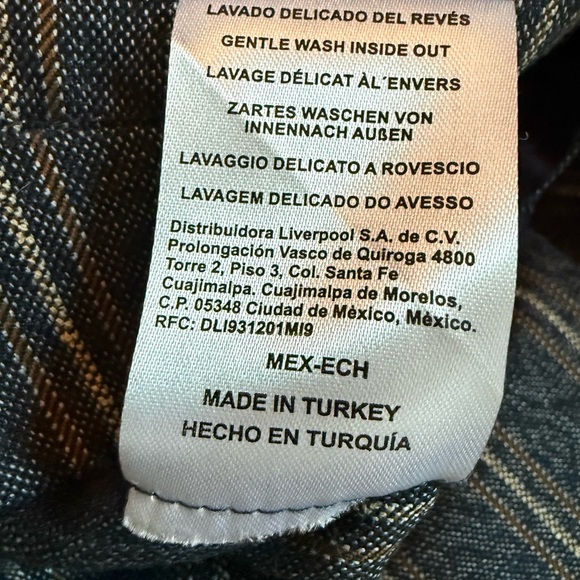 LAVADO DELICADO DEL REVÉS
GENTLE WASH INSIDE OUT
LAVAGE DÉLICAT ÀL´ENVERS
ZARTES WASCHEN VON
INNENNACH AUßEN
LAVAGGIO DELICATO A ROVESCIO
LAVAGEM DELICADO DO AVESSO
Distribuidora Liverpool S.A. de C.V.
Prolongación Vasco de Quiroga 4800
Torre 2, Piso 3, Col. Santa Fe
Cuajimalpa. Cuajimalpa de Morelos,
C.P. 05348 Ciudad de México, México.
RFC: DLI931201MI9
MEX-ECH
MADE IN TURKEY
HECHO EN TURQUÍA